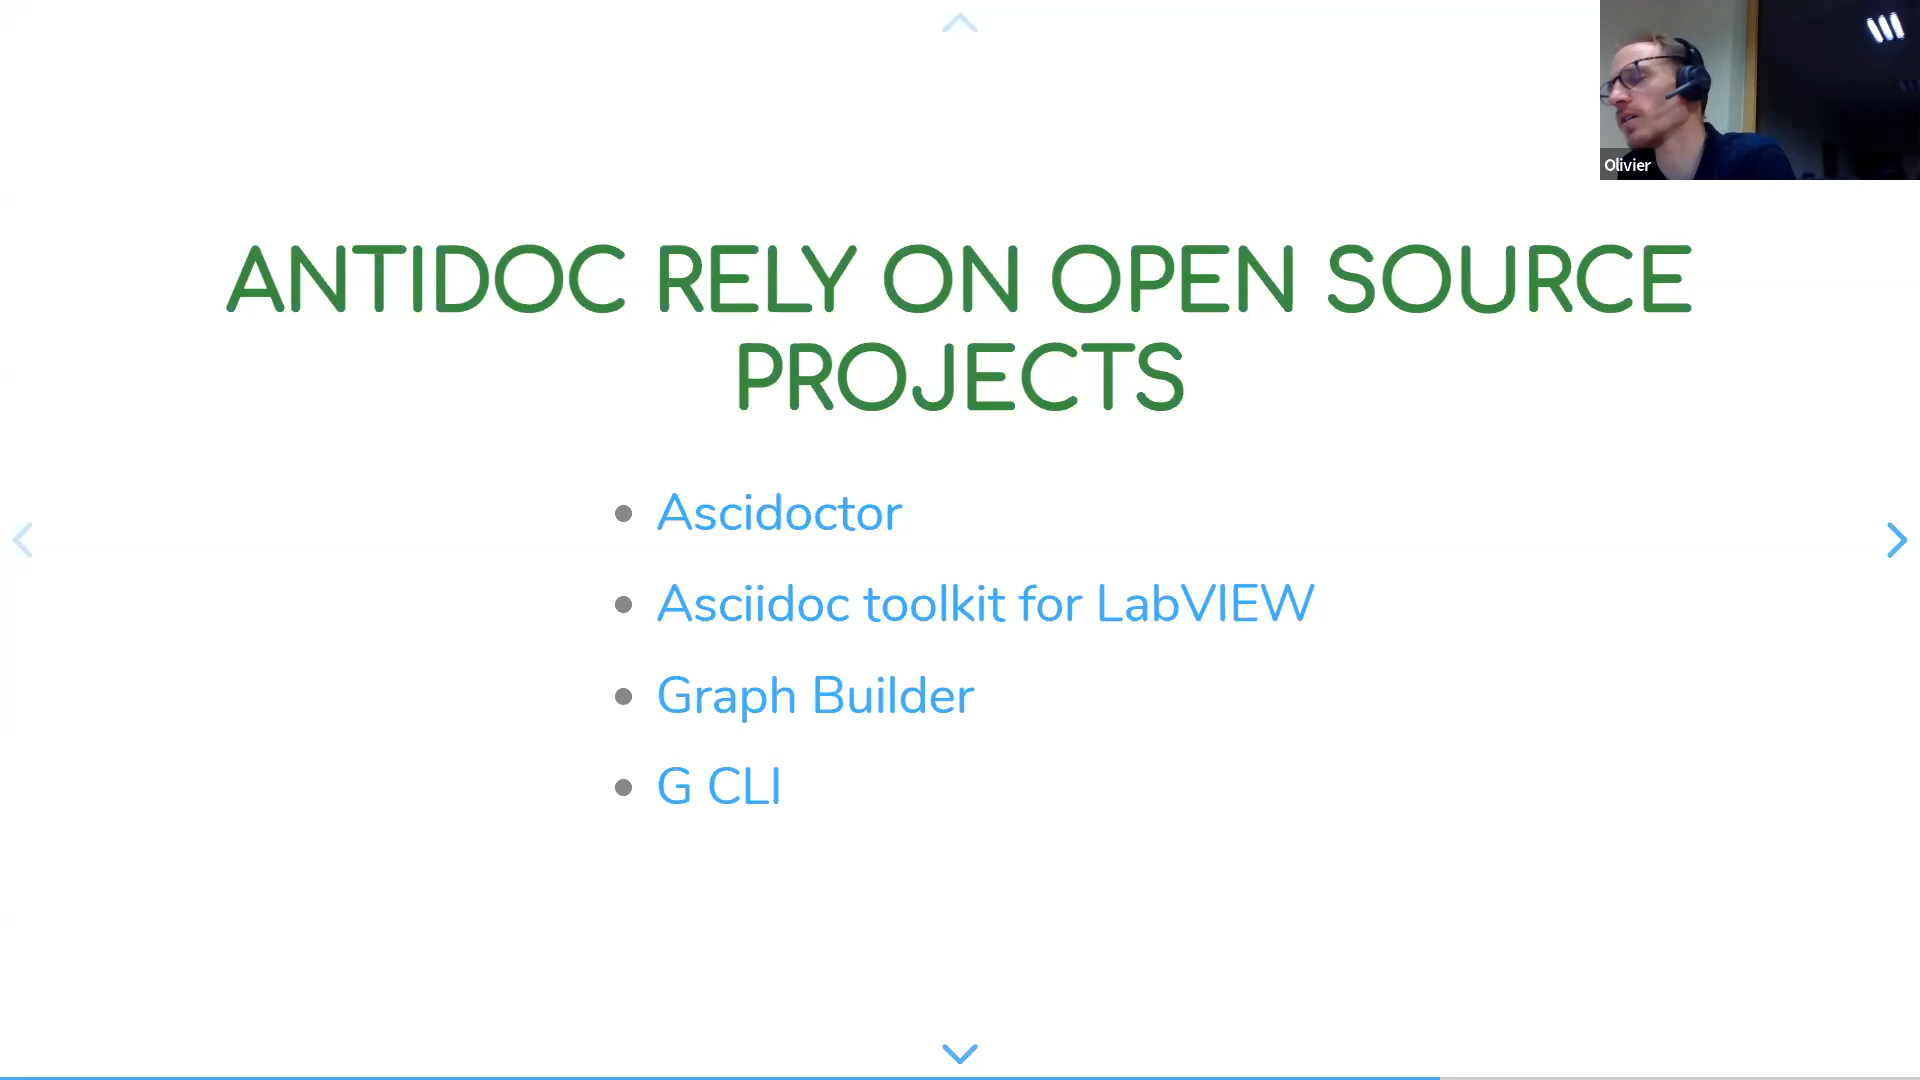 Olivier
ANTIDOC RELY ON OPEN SOURCE
PROJECTS
Ascidoctor
Asciidoc toolkit for LabVIEW
Graph Builder
G CLI